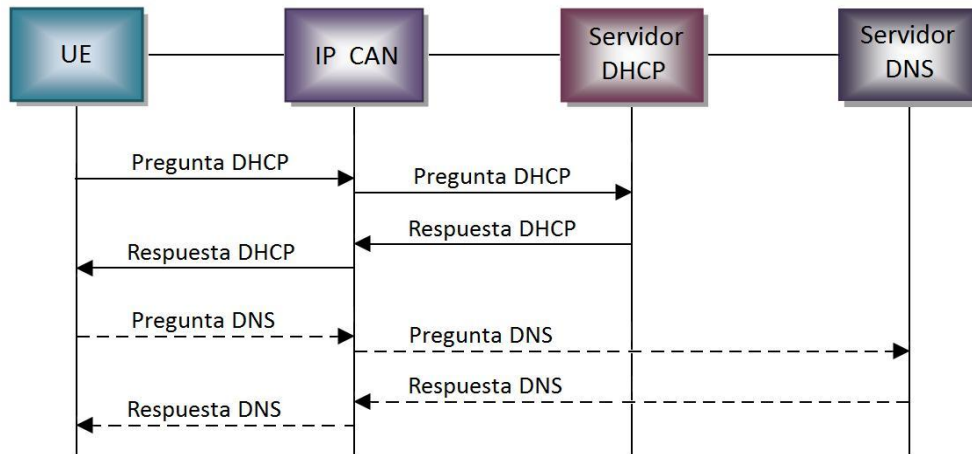 UE
IP CAN
Servidor
DHCP
Servidor
DNS
Pregunta DHCP
Pregunta DHCP
Respuesta DHCP
Respuesta DHCP
Pregunta DNS
Pregunta DNS
Respuesta DNS
Respuesta DNS